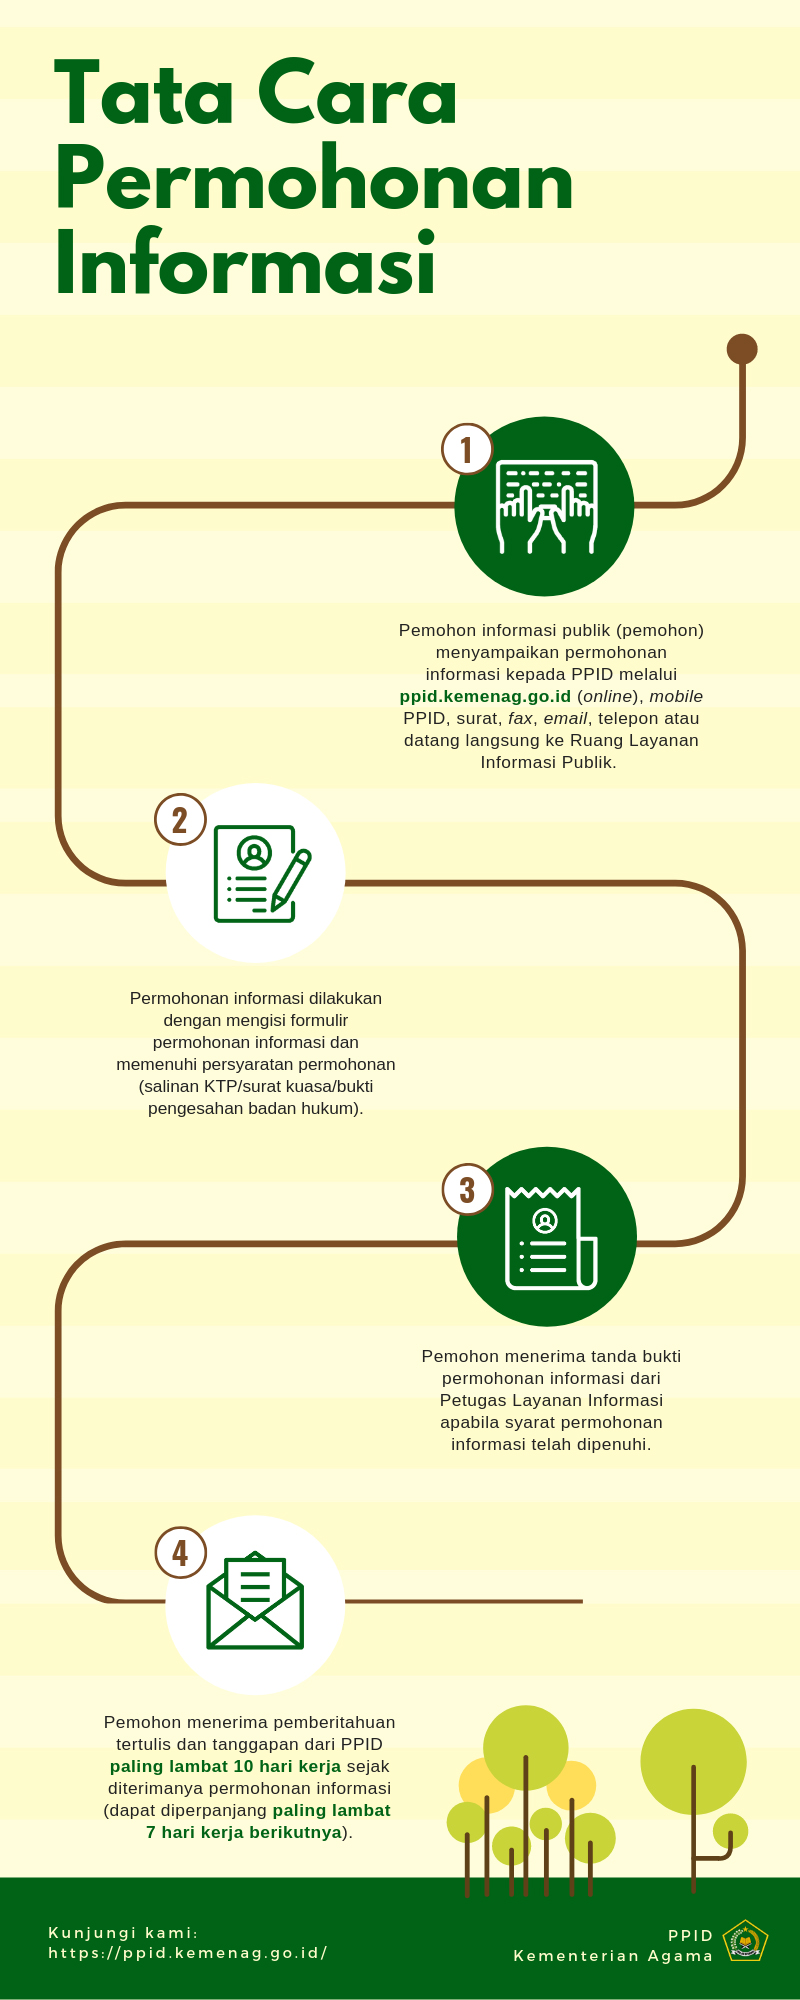 Tata Cara
Permohonan
Informasi
1
Pemohon informasi publik (pemohon)
menyampaikan permohonan
informasi kepada PPID melalui
ppid.kemenag.go.id (online), mobile
PPID, surat, fax, email, telepon atau
datang langsung ke Ruang Layanan
Informasi Publik.
2
Permohonan informasi dilakukan
dengan mengisi formulir
permohonan informasi dan
memenuhi persyaratan permohonan
(salinan KTP/surat kuasa/bukti
pengesahan badan hukum).
3
Pemohon menerima tanda bukti
permohonan informasi dari
Petugas Layanan Informasi
apabila syarat permohonan
informasi telah dipenuhi.
4
Pemohon menerima pemberitahuan
tertulis dan tanggapan dari PPID
paling lambat 10 hari kerja sejak
diterimanya permohonan informasi
(dapat diperpanjang paling lambat
7 hari kerja berikutnya).
Kunjungi kami:
https://ppid.kemenag.go.id/
PPID
Kementerian Agama